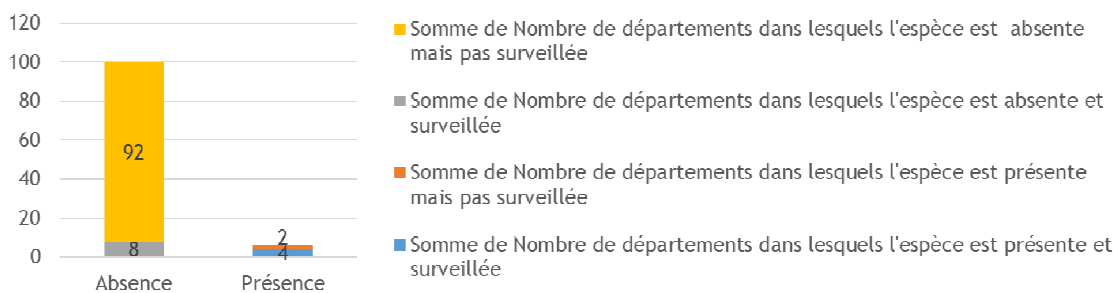 120
100
80
60
40
20
0
92
8
2
4
Absence
Présence
Somme de Nombre de départements dans lesquels l'espèce est absente
mais pas surveillée
Somme de Nombre de départements dans lesquels l'espèce est absente et
surveillée
Somme de Nombre de départements dans lesquels l'espèce est présente
mais pas surveillée
Somme de Nombre de départements dans lesquels l'espèce est présente et
surveillée